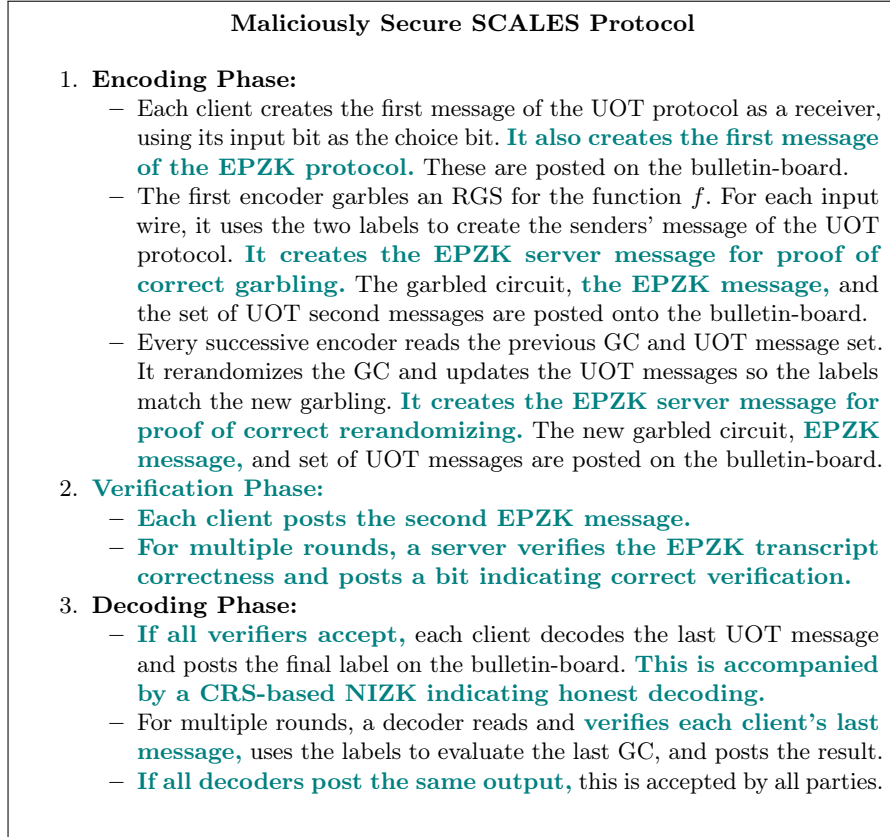 Maliciously Secure SCALES Protocol
1. Encoding Phase:
– Each client creates the first message of the UOT protocol as a receiver,
using its input bit as the choice bit. It also creates the first message
of the EPZK protocol. These are posted on the bulletin-board.
– The first encoder garbles an RGS for the function f. For each input
wire, it uses the two labels to create the senders' message of the UOT
protocol. It creates the EPZK server message for proof of
correct garbling. The garbled circuit, the EPZK message, and
the set of UOT second messages are posted onto the bulletin-board.
– Every successive encoder reads the previous GC and UOT message set.
It rerandomizes the GC and updates the UOT messages so the labels
match the new garbling. It creates the EPZK server message for
proof of correct rerandomizing. The new garbled circuit, EPZK
message, and set of UOT messages are posted on the bulletin-board.
2. Verification Phase:
– Each client posts the second EPZK message.
– For multiple rounds, a server verifies the EPZK transcript
correctness and posts a bit indicating correct verification.
3. Decoding Phase:
– If all verifiers accept, each client decodes the last UOT message
and posts the final label on the bulletin-board. This is accompanied
by a CRS-based NIZK indicating honest decoding.
– For multiple rounds, a decoder reads and verifies each client's last
message, uses the labels to evaluate the last GC, and posts the result.
– If all decoders post the same output, this is accepted by all parties.